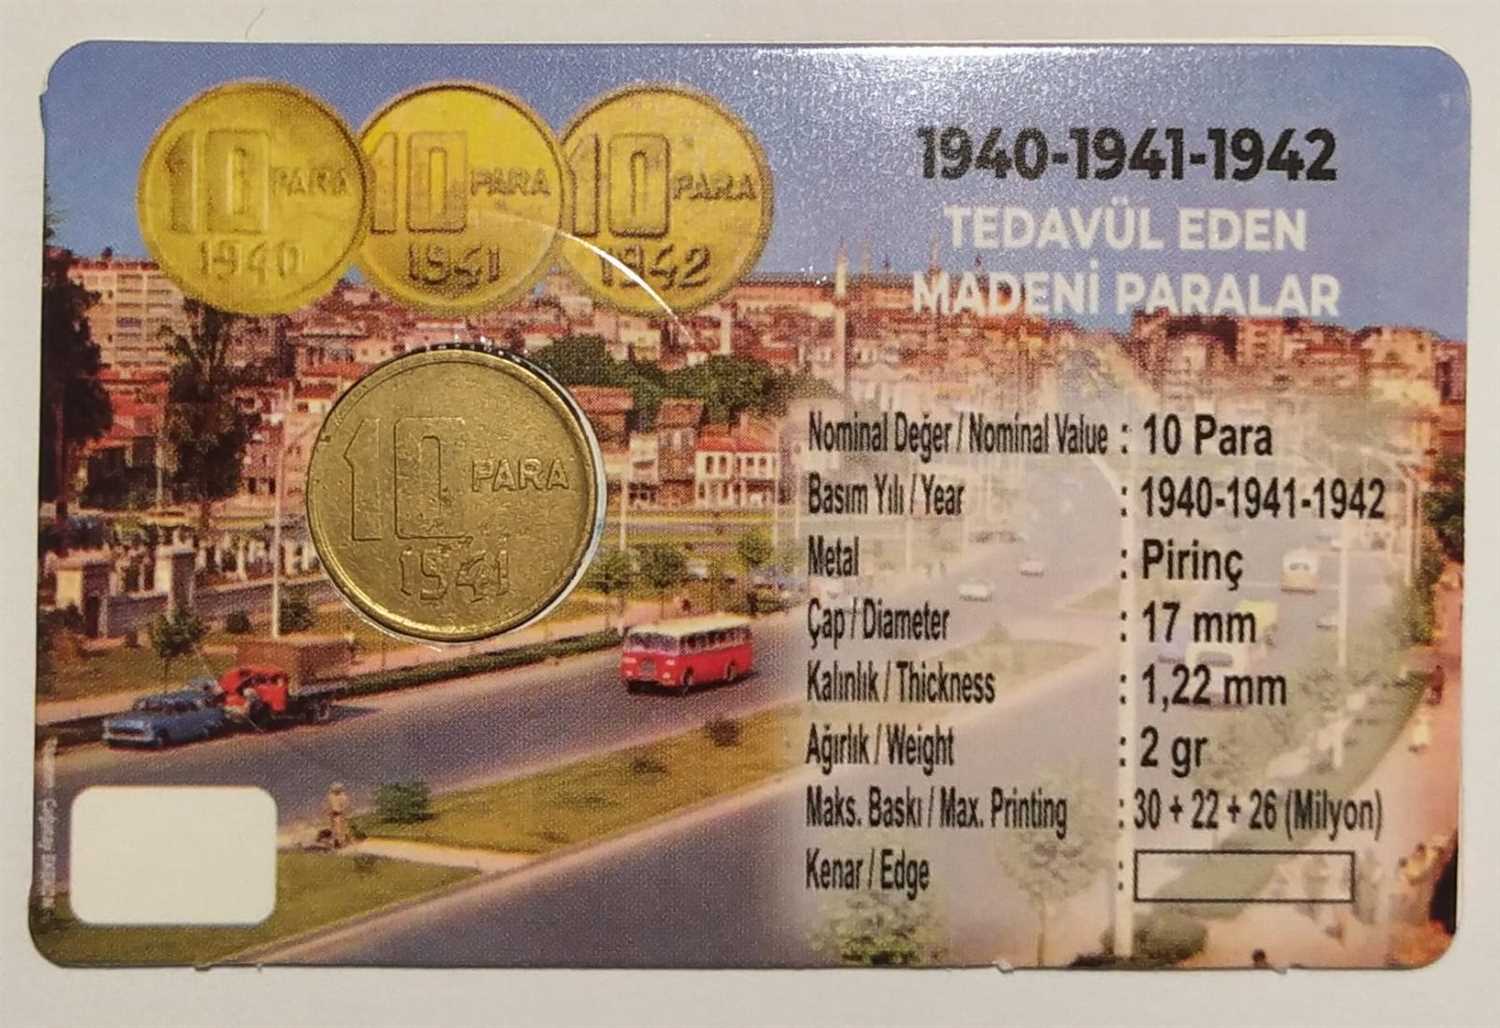 10 PARA
1940
10 PARA
1941
10 PARA
1942
1940-1941-1942
TEDAVÜL EDEN
MADENİ PARALAR
10 PARA
1941
Nominal Değer / Nominal Value : 10 Para
Basım Yılı / Year : 1940-1941-1942
Metal : Pirinç
Çap / Diameter : 17 mm
Kalınlık / Thickness : 1,22 mm
Ağırlık / Weight : 2 gr
Maks. Baskı / Max. Printing : 30 + 22 + 26 (Milyon)
Kenar / Edge :